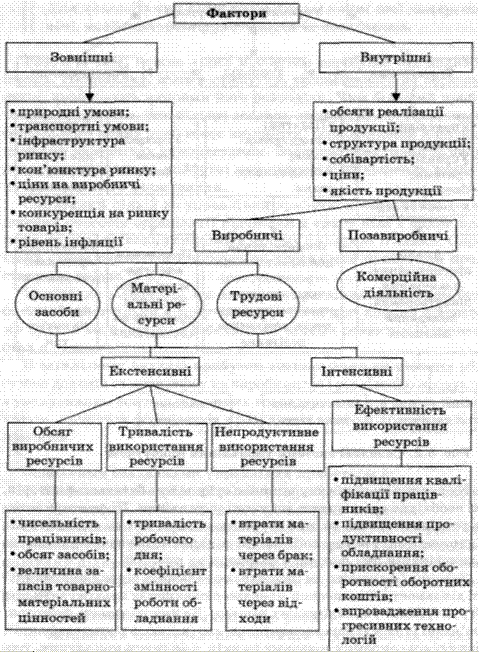 Фактори
Зовнішні
Внутрішні
• природні умови;
• транспортні умови;
• інфраструктура
ринку;
• кон'юнктура ринку;
• ціни на виробничі
ресурси;
• конкуренція на ринку
товарів;
• рівень інфляції
• обсяги реалізації
продукції;
• структура продукції;
• собівартість;
• ціни;
• якість продукції
Виробничі
Позавиробничі
Основні
засоби
Матері-
альні ре-
сурси
Трудові
ресурси
Комерційна
діяльність
Екстенсивні
Інтенсивні
Обсяг
виробничих
ресурсів
Тривалість
використання
ресурсів
Непродуктивне
використання
ресурсів
Ефективність
використання
ресурсів
• чисельність
працівників;
• обсяг засобів;
• величина за-
пасів товарно-
матеріальних
цінностей
• тривалість
робочого
дня;
• коефіцієнт
змінності
роботи об-
ладнання
• втрати ма-
теріалів
через брак;
• втрати ма-
теріалів
через від-
ходи
• підвищення квалі-
фікації праців-
ників;
• підвищення про-
дуктивності
обладнання;
• прискорення обо-
ротності оборотних
коштів;
• впровадження про-
гресивних техно-
логій